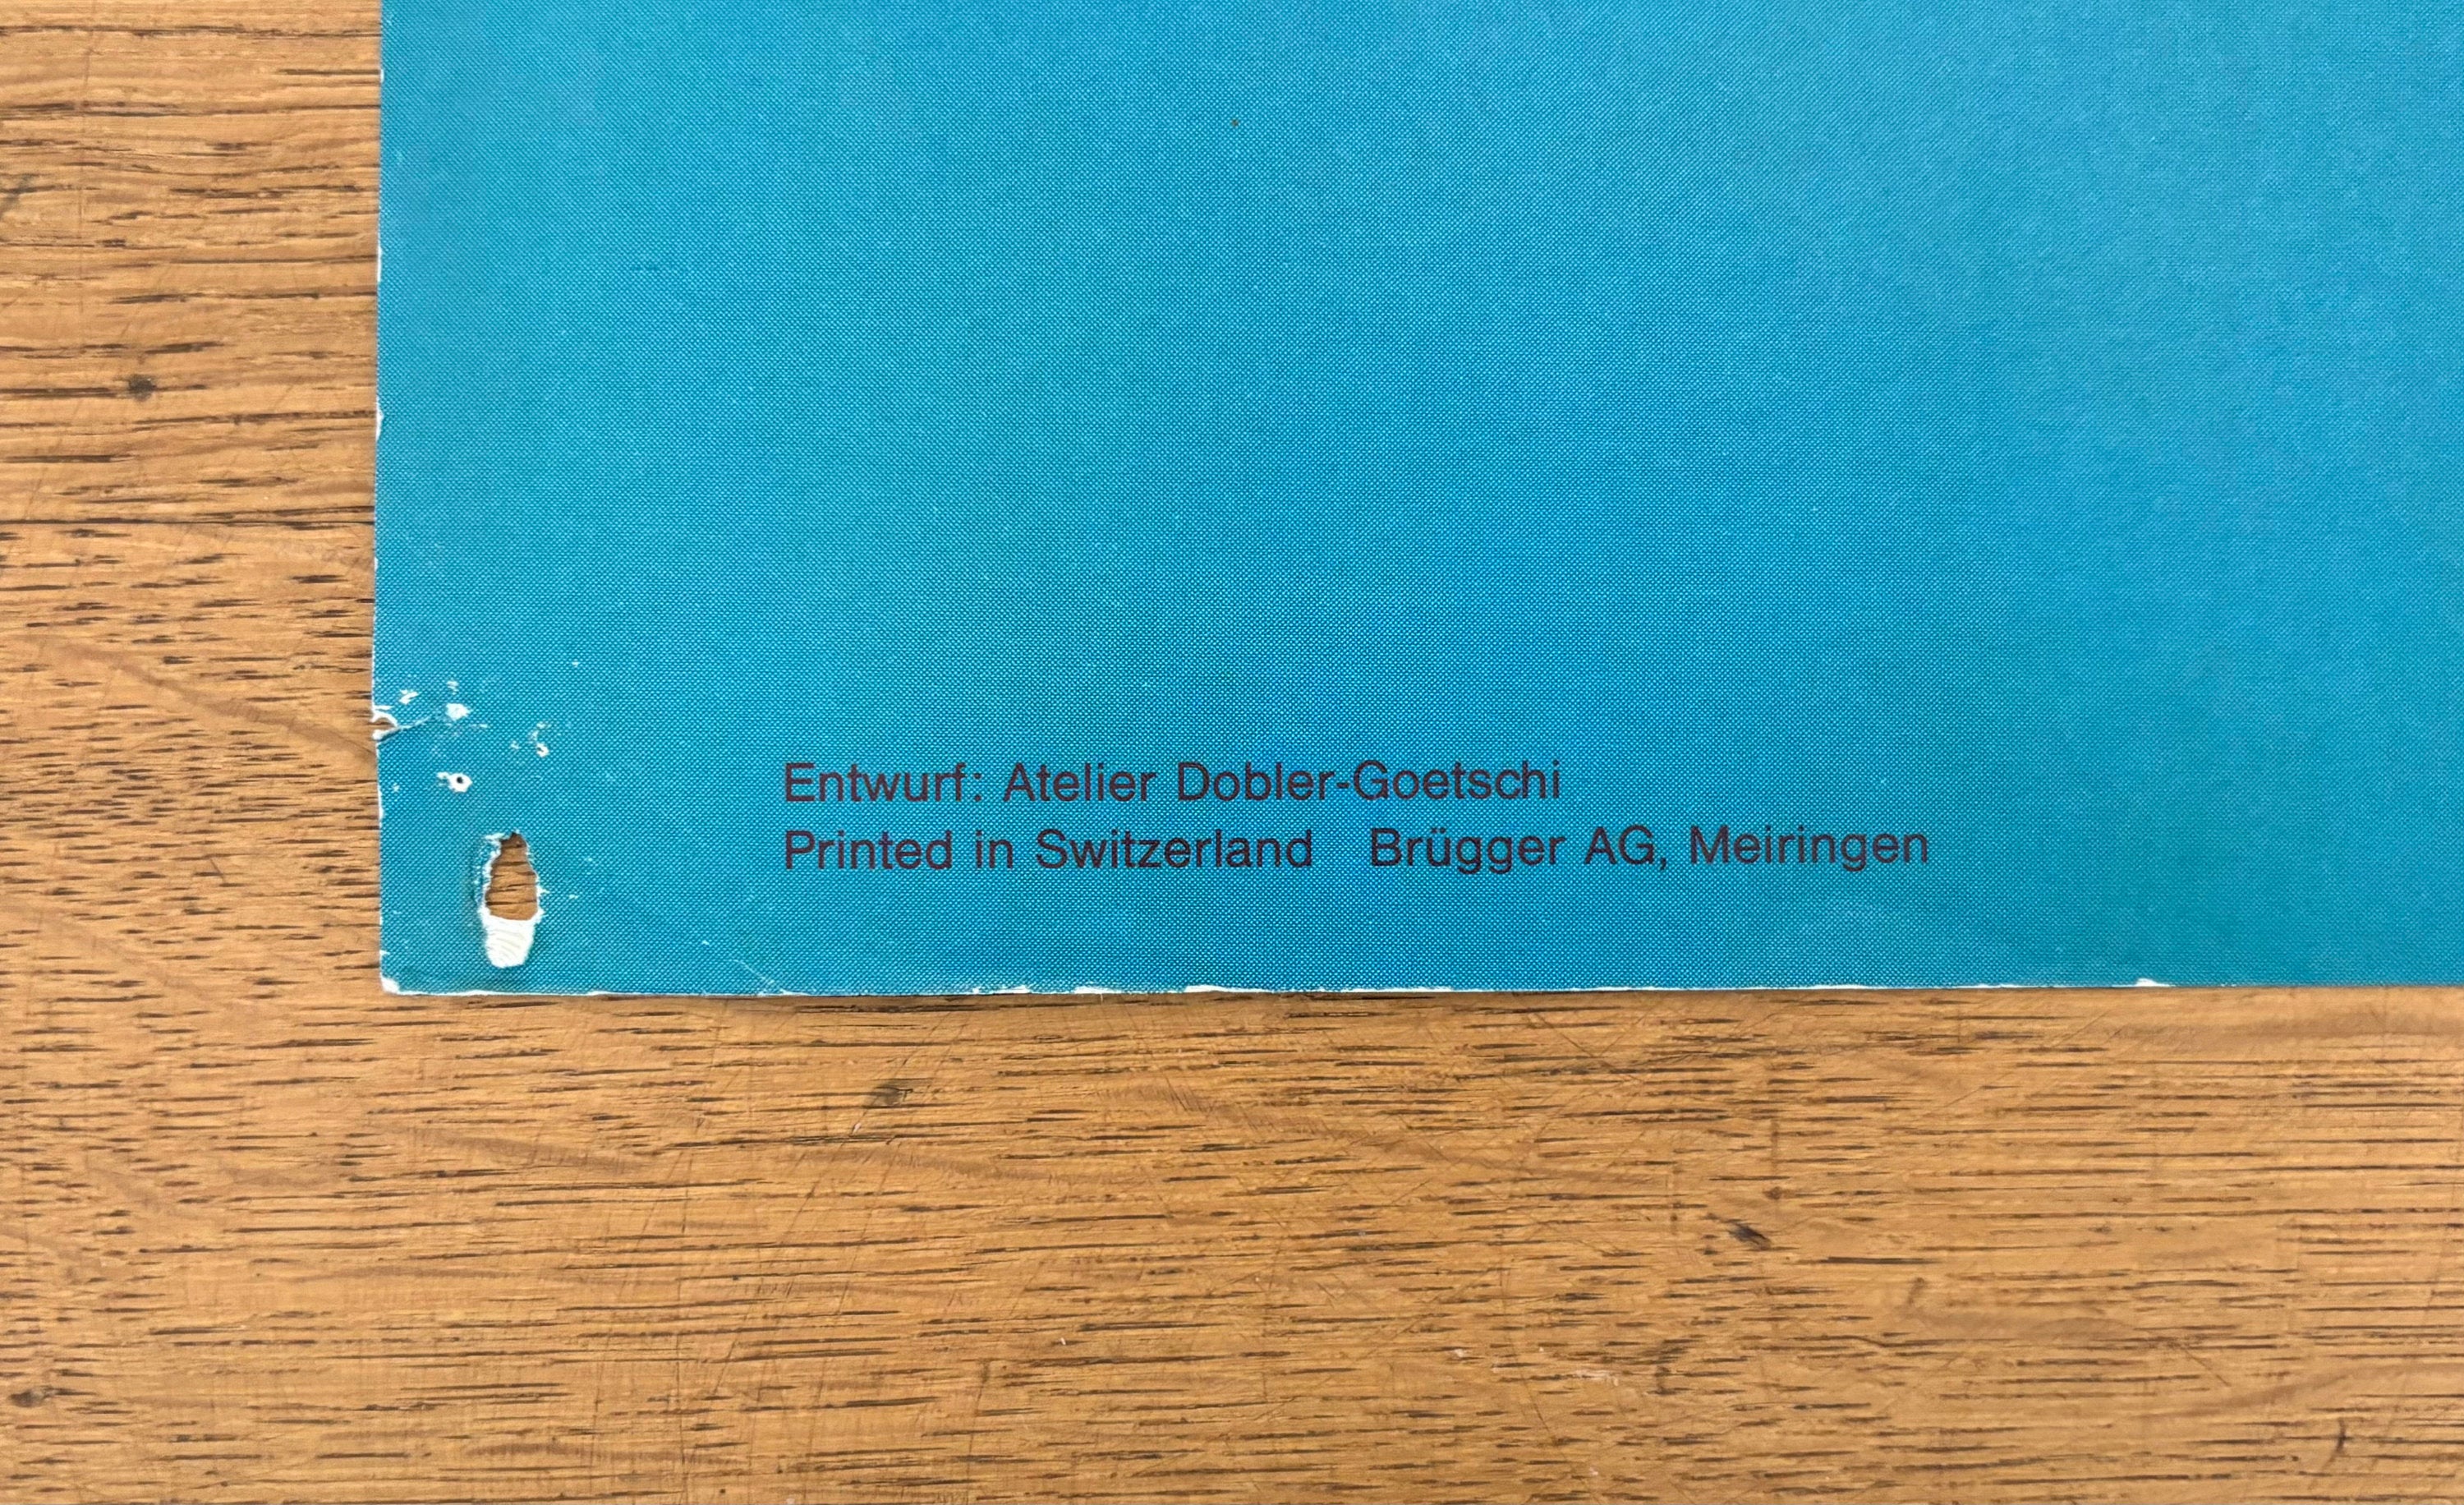 Entwurf: Atelier Dobler-Goetschi
Printed in Switzerland Brügger AG, Meiringen